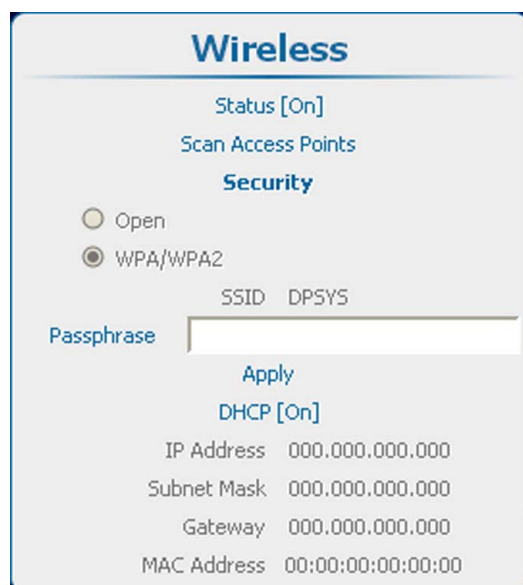 Wireless
Status [On]
Scan Access Points
Security
Open
WPA/WPA2
SSID DPSYS
Passphrase
Apply
DHCP [On]
IP Address 000.000.000.000
Subnet Mask 000.000.000.000
Gateway 000.000.000.000
MAC Address 00:00:00:00:00:00